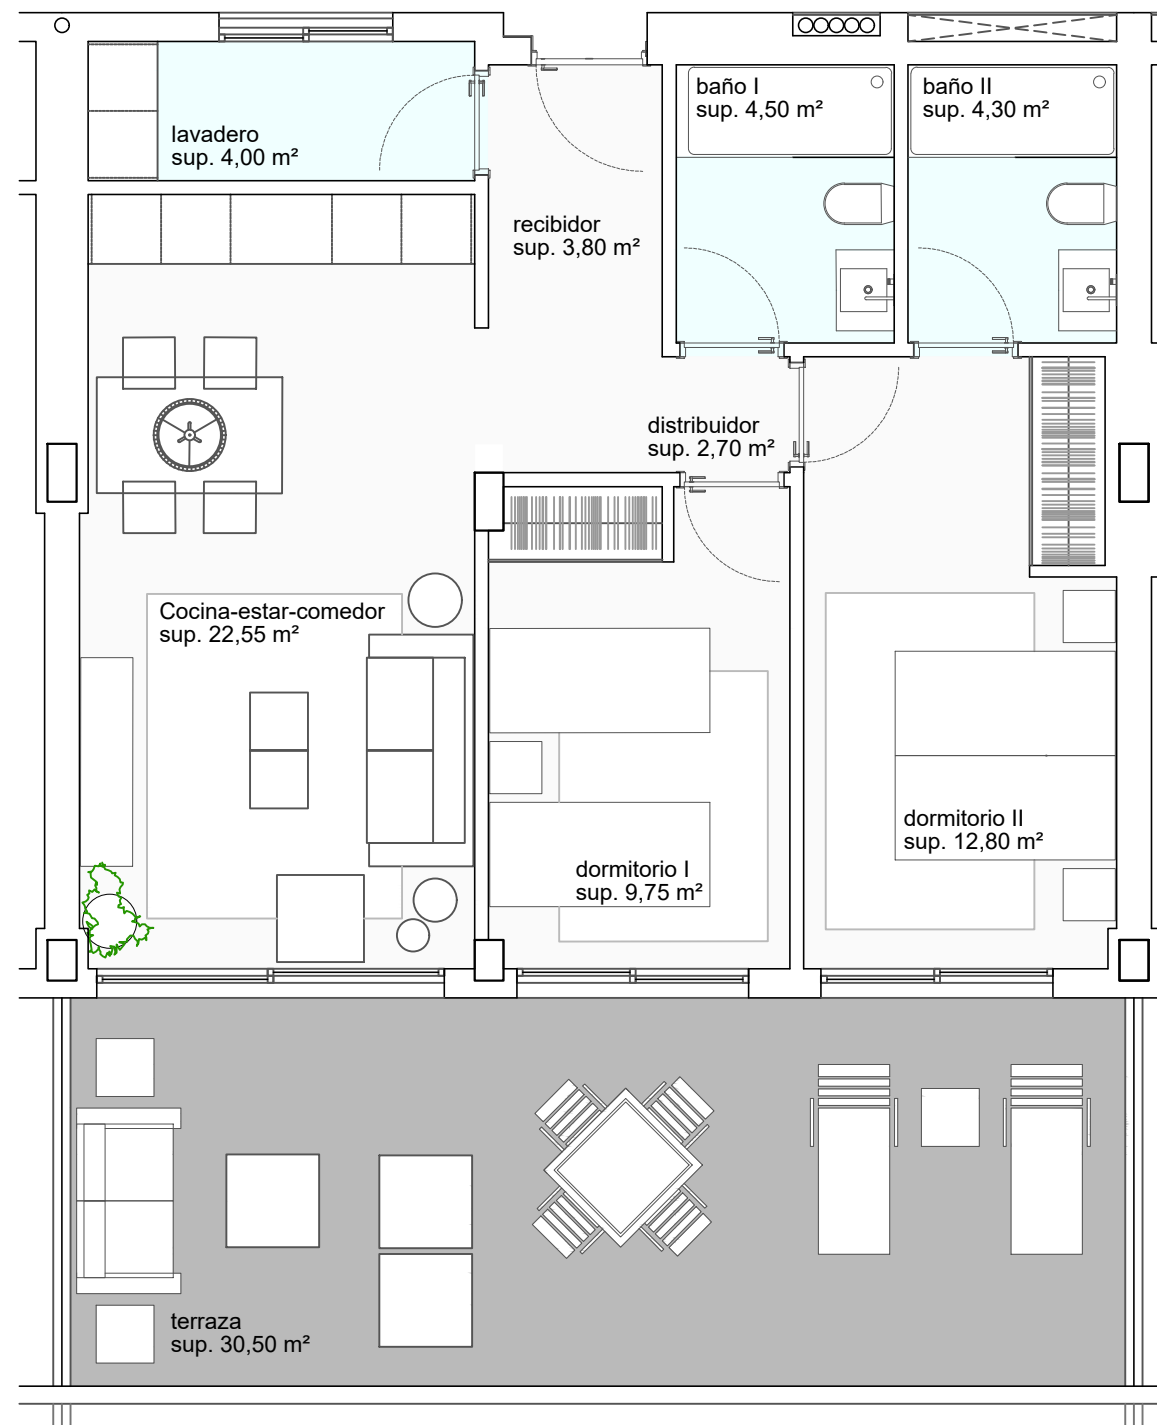 baño I
sup. 4,50 m²
baño II
sup. 4,30 m²
lavadero
sup. 4,00 m²
recibidor
sup. 3,80 m²
distribuidor
sup. 2,70 m²
Cocina-estar-comedor
sup. 22,55 m²
dormitorio II
sup. 12,80 m²
dormitorio I
sup. 9,75 m²
terraza
sup. 30,50 m²